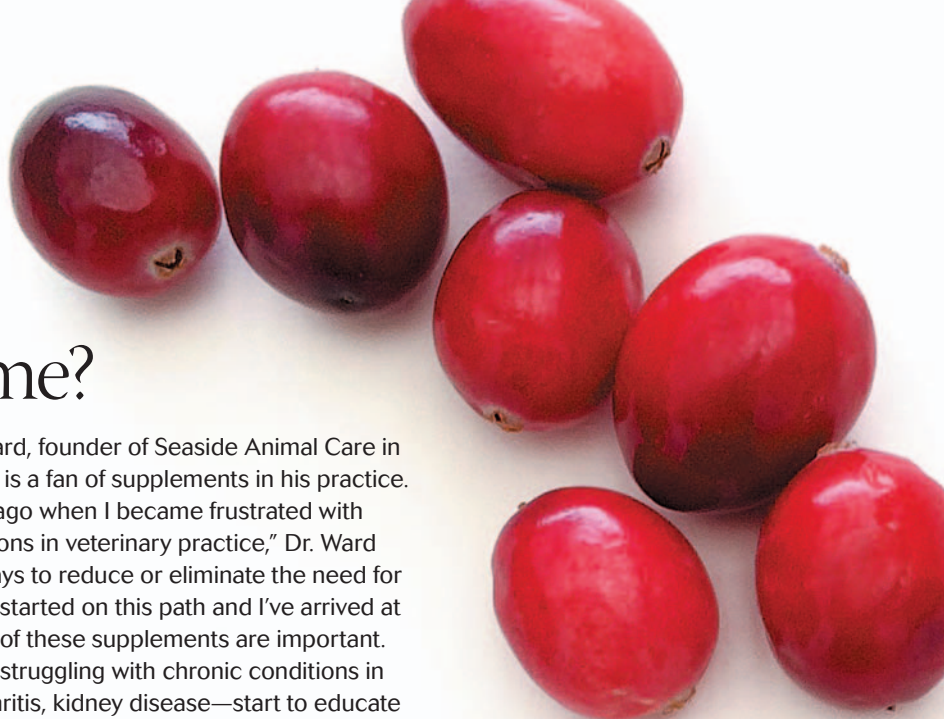 me?
ard, founder of Seaside Animal Care in
is a fan of supplements in his practice.
ago when I became frustrated with
ons in veterinary practice,” Dr. Ward
ays to reduce or eliminate the need for
started on this path and I’ve arrived at
of these supplements are important.
struggling with chronic conditions in
ritis, kidney disease—start to educate